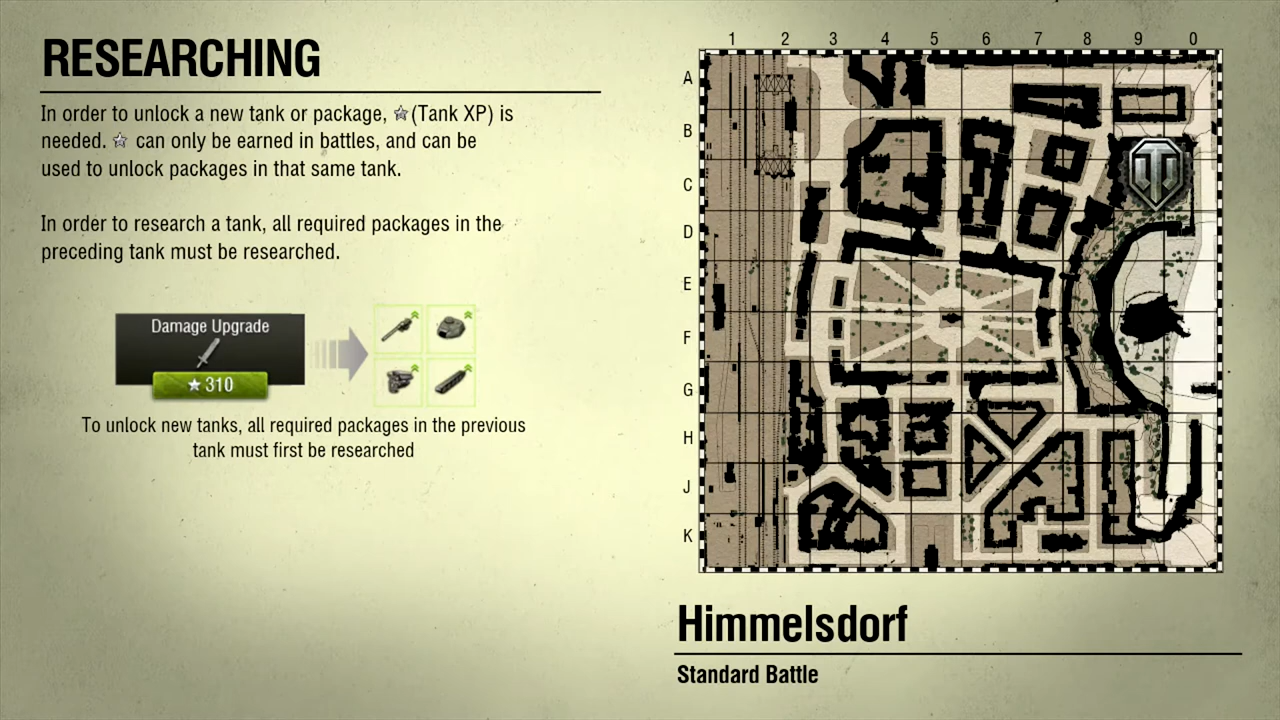 RESEARCHING
In order to unlock a new tank or package, ☆(Tank XP) is
needed. ☆ can only be earned in battles, and can be
used to unlock packages in that same tank.
In order to research a tank, all required packages in the
preceding tank must be researched.
Damage Upgrade
★ 310
To unlock new tanks, all required packages in the previous
tank must first be researched
1 2 3 4 5 6 7 8 9 0
A
B
C
D
E
F
G
H
J
K
Himmelsdorf
Standard Battle